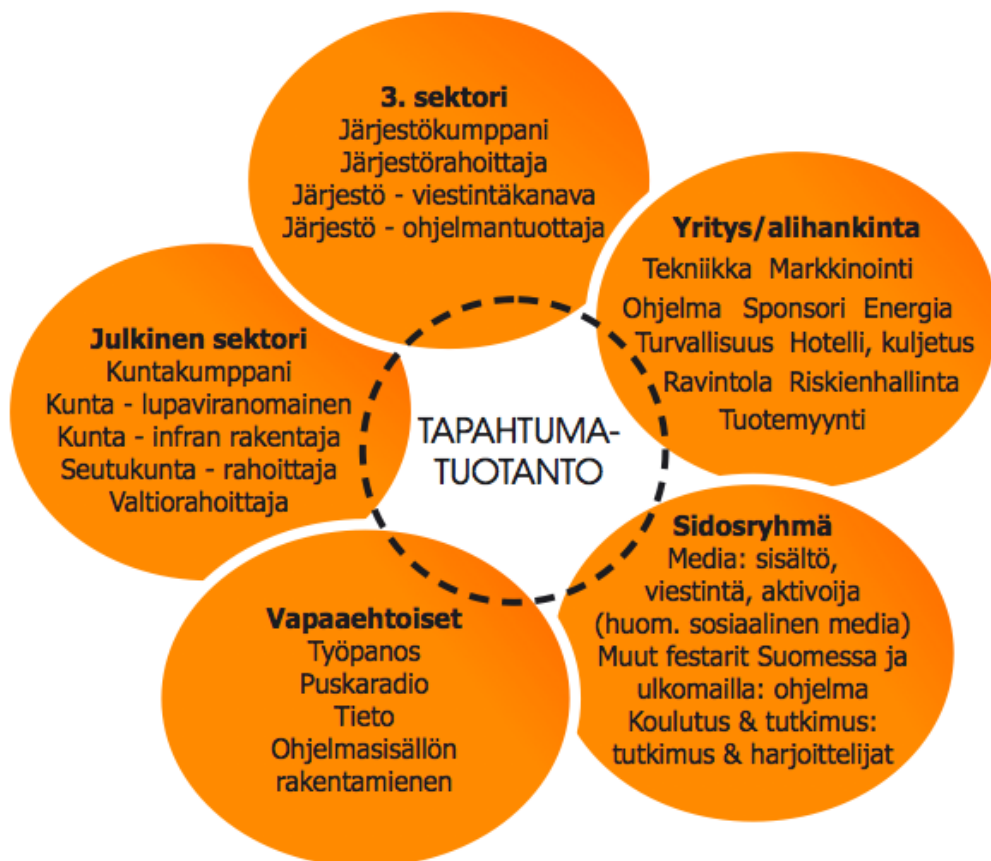 3. sektori
Järjestökumppani
Järjestörahoittaja
Järjestö - viestintäkanava
Järjestö - ohjelmantuottaja
Yritys/alihankinta
Tekniikka Markkinointi
Ohjelma Sponsori Energia
Turvallisuus Hotelli, kuljetus
Ravintola Riskienhallinta
Tuotemyynti
Julkinen sektori
Kuntakumppani
Kunta - lupaviranomainen
Kunta - infran rakentaja
Seutukunta - rahoittaja
Valtiorahoittaja
TAPAHTUMA-
TUOTANTO
Sidosryhmä
Media: sisältö,
viestintä, aktivoija
(huom. sosiaalinen media)
Muut festarit Suomessa ja
ulkomailla: ohjelma
Koulutus & tutkimus:
tutkimus & harjoittelijat
Vapaaehtoiset
Työpanos
Puskaradio
Tieto
Ohjelmasisällön
rakentamienen